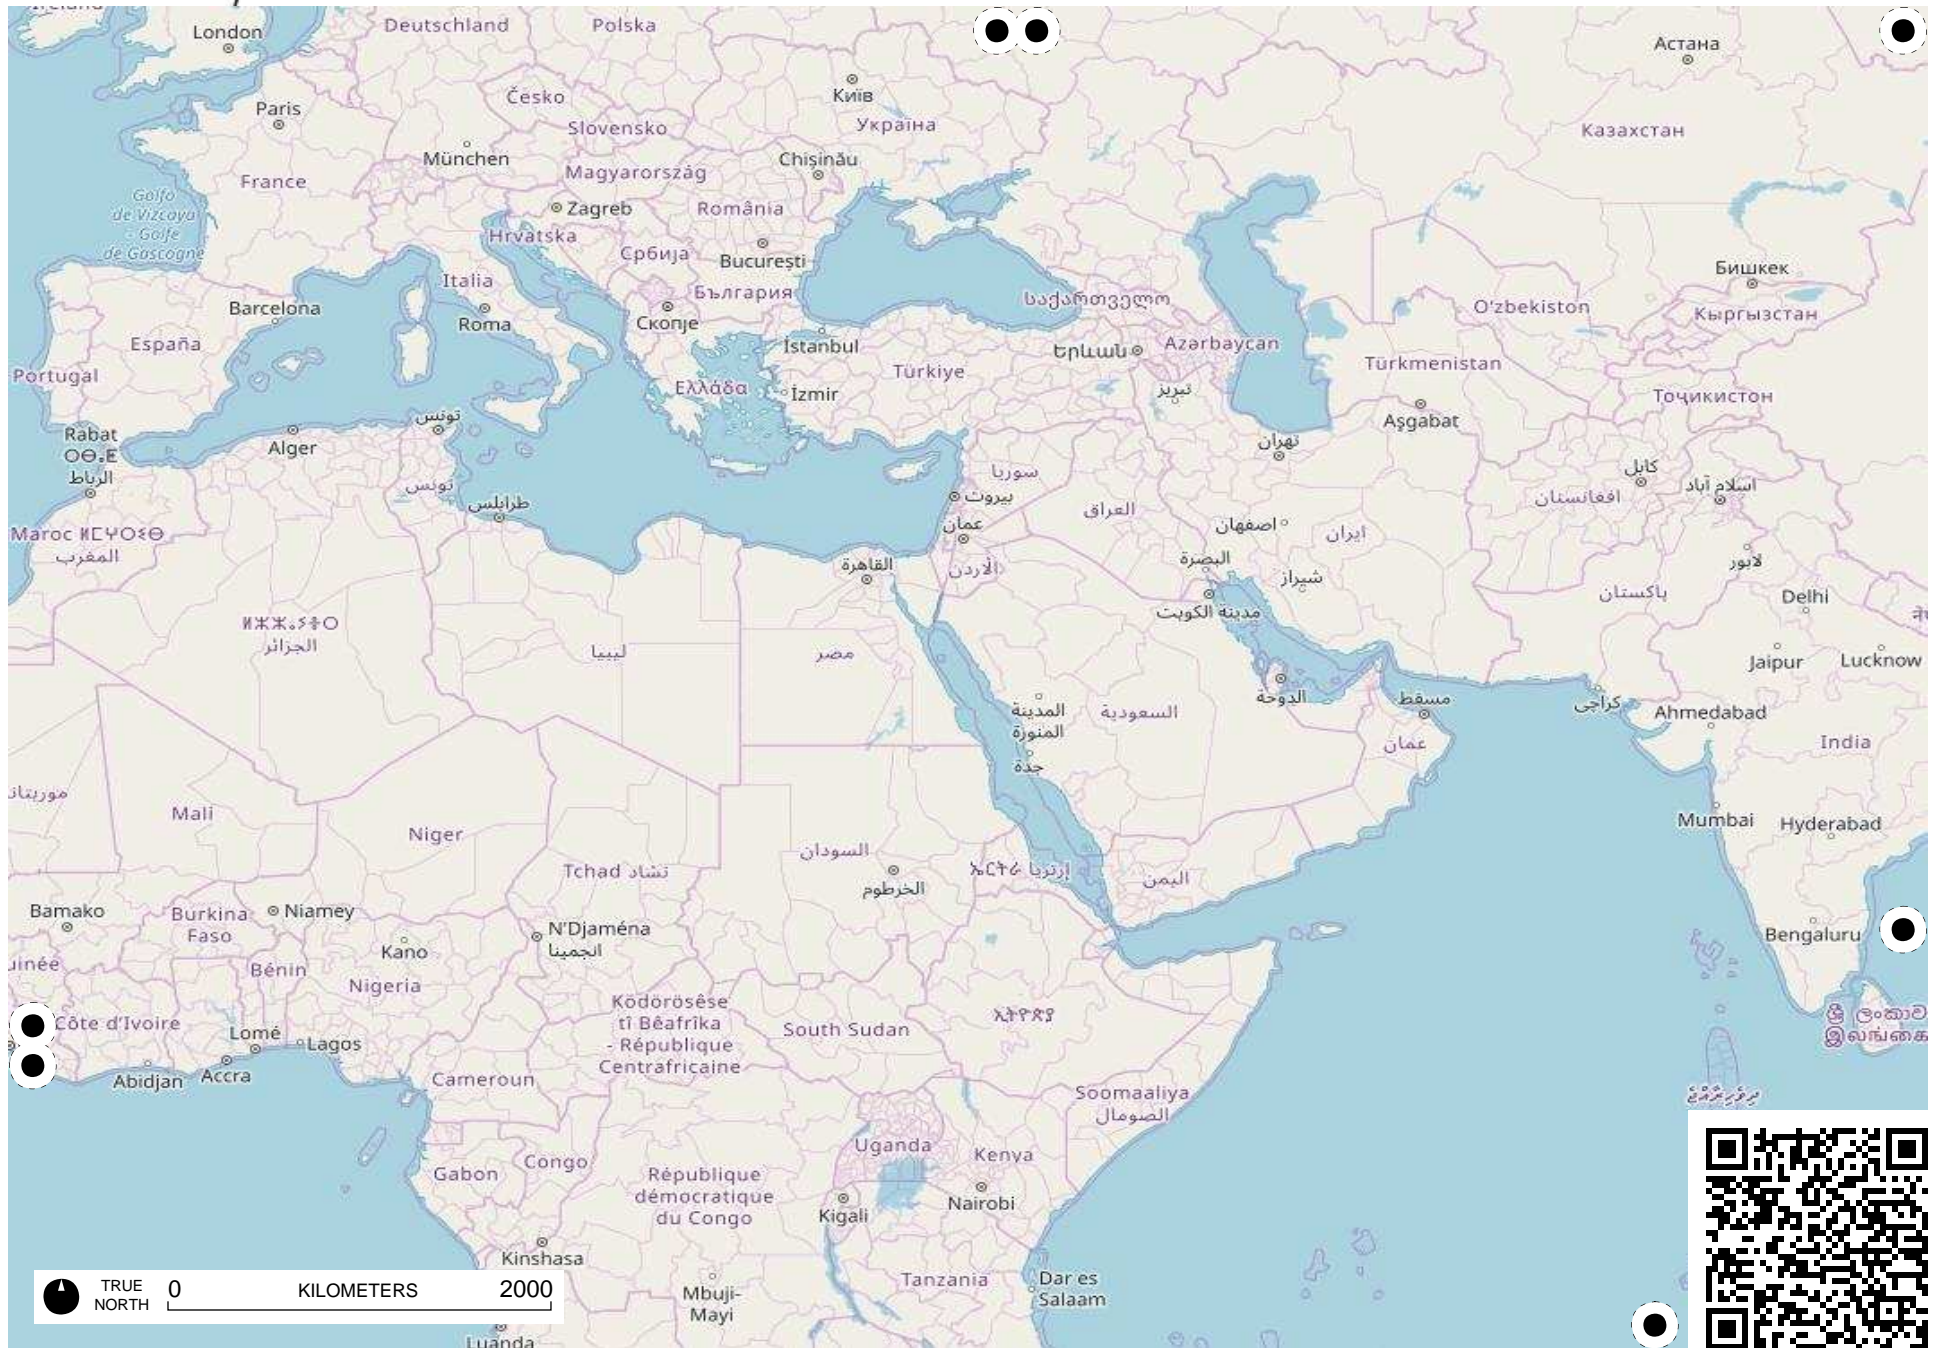 London
Deutschland
Polska
Астана
Česko
Київ
Україна
Paris
Slovensko
Казахстан
München
Chișinău
Magyarország
France
Golfo
de Vizcaya
- Golfe
de Gascogne
Zagreb
România
Hrvatska
Србија
București
Italia
България
Бишкек
Barcelona
Roma
Скопје
საქართველო
O'zbekiston
Кыргызстан
España
İstanbul
Երևան
Azərbaycan
Türkiye
Türkmenistan
Portugal
Ελλάδα
İzmir
تبریز
Тоҷикистон
تونس
Aşgabat
Rabat
ⵔⴱⴰⵟ
الرباط
Alger
تهران
سوريا
کابل
تونس
بيروت
افغانستان
اسلام آباد
طرابلس
العراق
عمان
اصفهان
ایران
Maroc ⵍⵎⵖⵔⵉⴱ
المغرب
القاهرة
الأردن
البصرة
شیراز
لاہور
مدينة الكويت
پاکستان
Delhi
ⵍⵣⵣⴰⵢⴻⵔ
الجزائر
ليبيا
مصر
Jaipur
Lucknow
المدينة
المنورة
السعودية
الدوحة
مسقط
کراچی
Ahmedabad
عمان
India
جدة
Mali
Niger
Mumbai
Hyderabad
السودان
Tchad تشاد
ኤርትራ إرتريا
اليمن
الخرطوم
Bamako
Burkina
Faso
Niamey
N'Djaména
انجمينا
Kano
Bengaluru
Bénin
Nigeria
Ködörösêse
tî Bêafrîka
- République
Centrafricaine
South Sudan
ኢትዮጵያ
Côte d'Ivoire
Lomé
Lagos
ශ්‍රී ලංකාව
இலங்கை
Abidjan
Accra
Cameroun
Soomaaliya
الصومال
ދިވެހިރާއްޖެ
Uganda
Kenya
Gabon
Congo
République
démocratique
du Congo
Nairobi
Kigali
Kinshasa
Tanzania
Dar es
Salaam
Mbuji-
Mayi
TRUE
NORTH
0 KILOMETERS 2000
Luanda